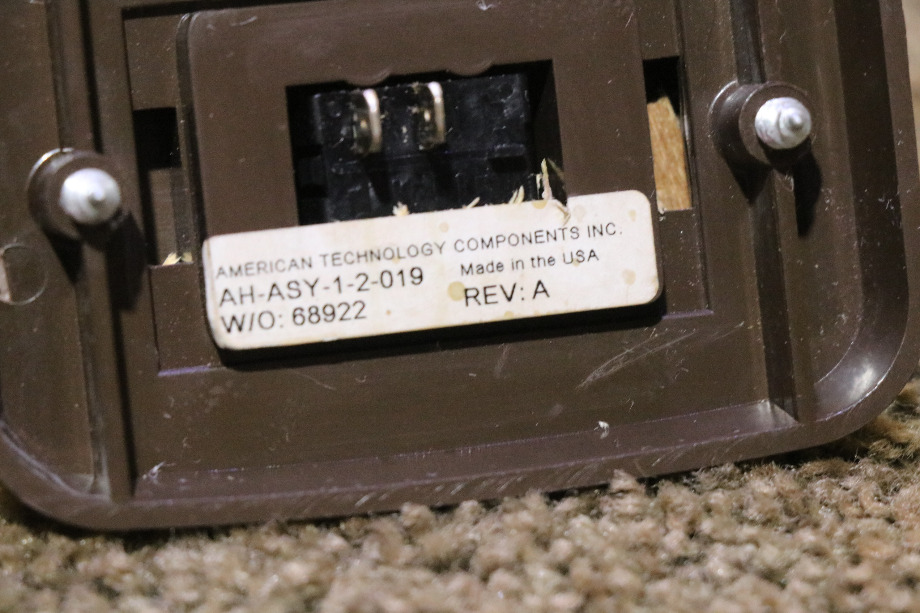 AMERICAN TECHNOLOGY COMPONENTS INC.
AH-ASY-1-2-019 Made in the USA
W/O: 68922 REV: A